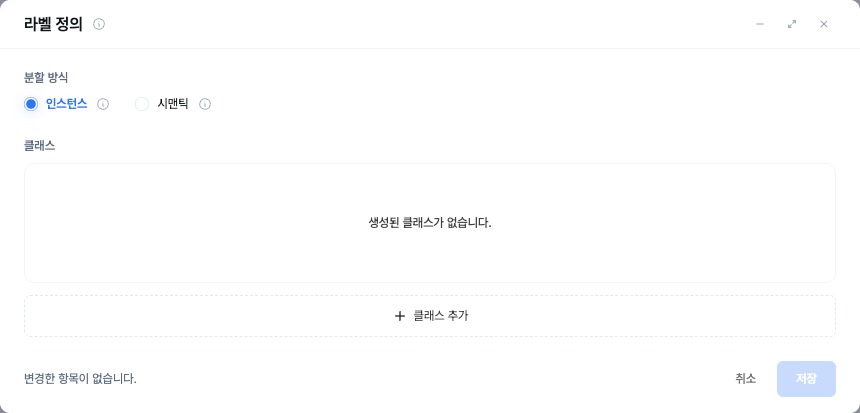 라벨 정의
분할 방식
인스턴스 시맨틱
클래스
생성된 클래스가 없습니다.
+ 클래스 추가
변경한 항목이 없습니다. 취소 저장